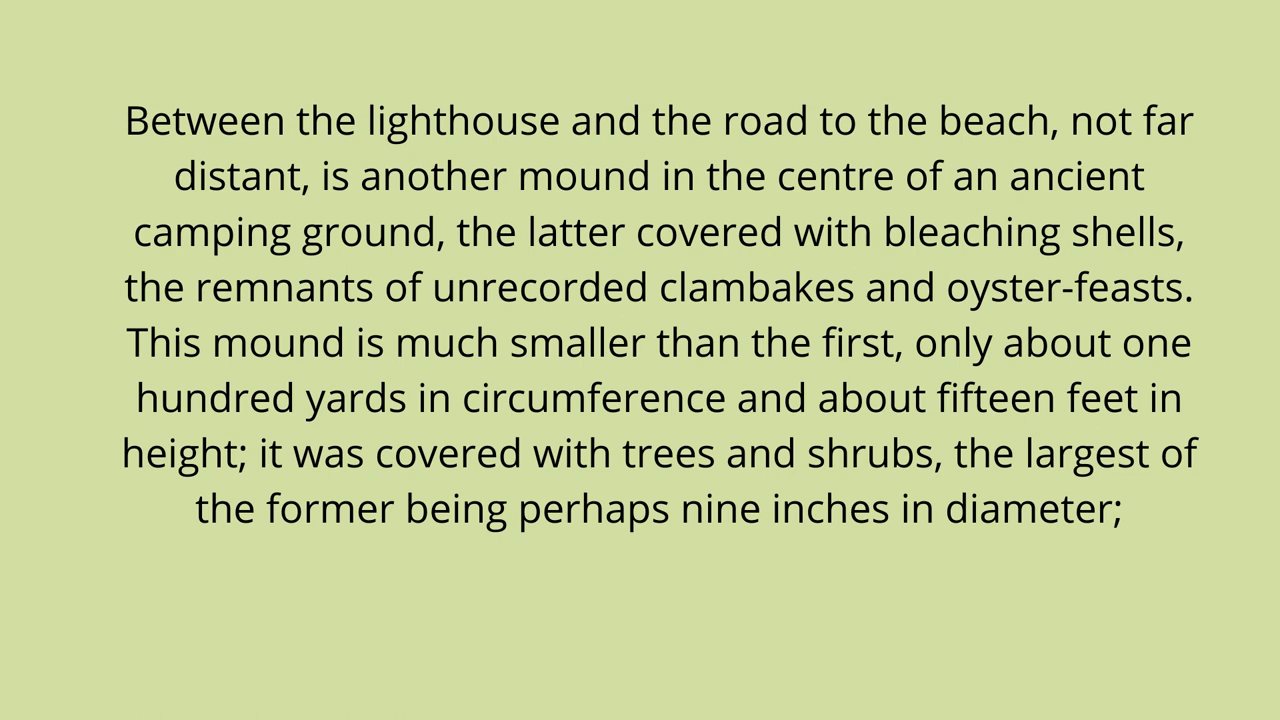 Between the lighthouse and the road to the beach, not far
distant, is another mound in the centre of an ancient
camping ground, the latter covered with bleaching shells,
the remnants of unrecorded clambakes and oyster-feasts.
This mound is much smaller than the first, only about one
hundred yards in circumference and about fifteen feet in
height; it was covered with trees and shrubs, the largest of
the former being perhaps nine inches in diameter;